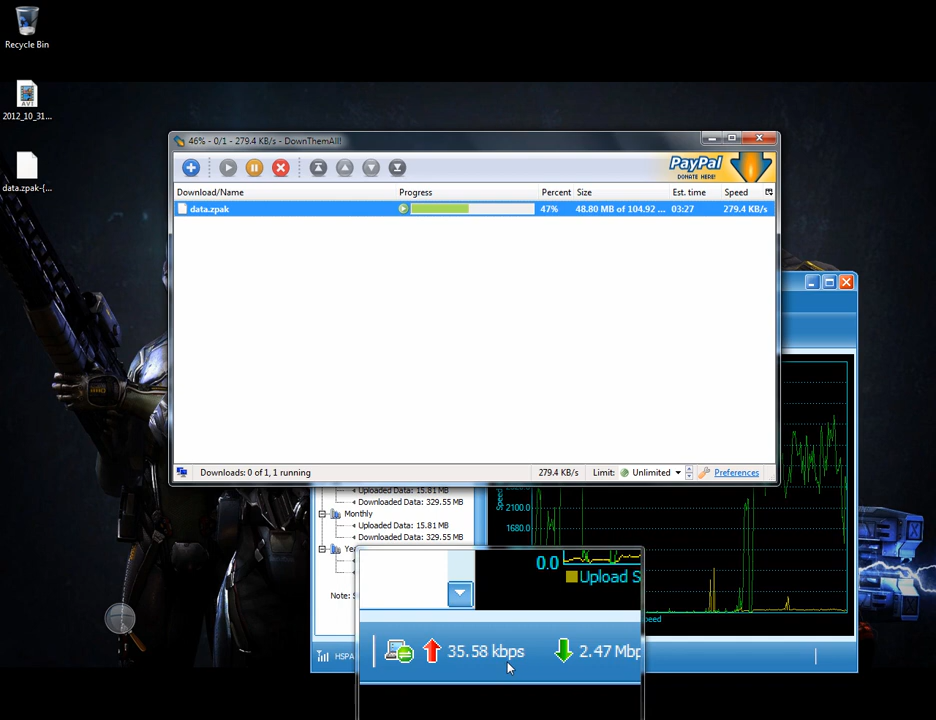 Recycle Bin
2012_10_31...
data.zpak-{...
46% - 0/1 - 279.4 KB/s - DownThemAll!
PayPal
DONATE HERE!
Download/Name Progress Percent Size Est. time Speed
data.zpak 47% 48.80 MB of 104.92 ... 03:27 279.4 KB/s
Downloads: 0 of 1, 1 running 279.4 KB/s Limit: Unlimited Preferences
Uploaded Data: 15.81 MB
Downloaded Data: 329.55 MB
Monthly
Uploaded Data: 15.81 MB
Downloaded Data: 329.55 MB
Ye
Note: S
2100.0
1680.0
0.0
Upload S
peed
HSPA
35.58 kbps 2.47 Mbp